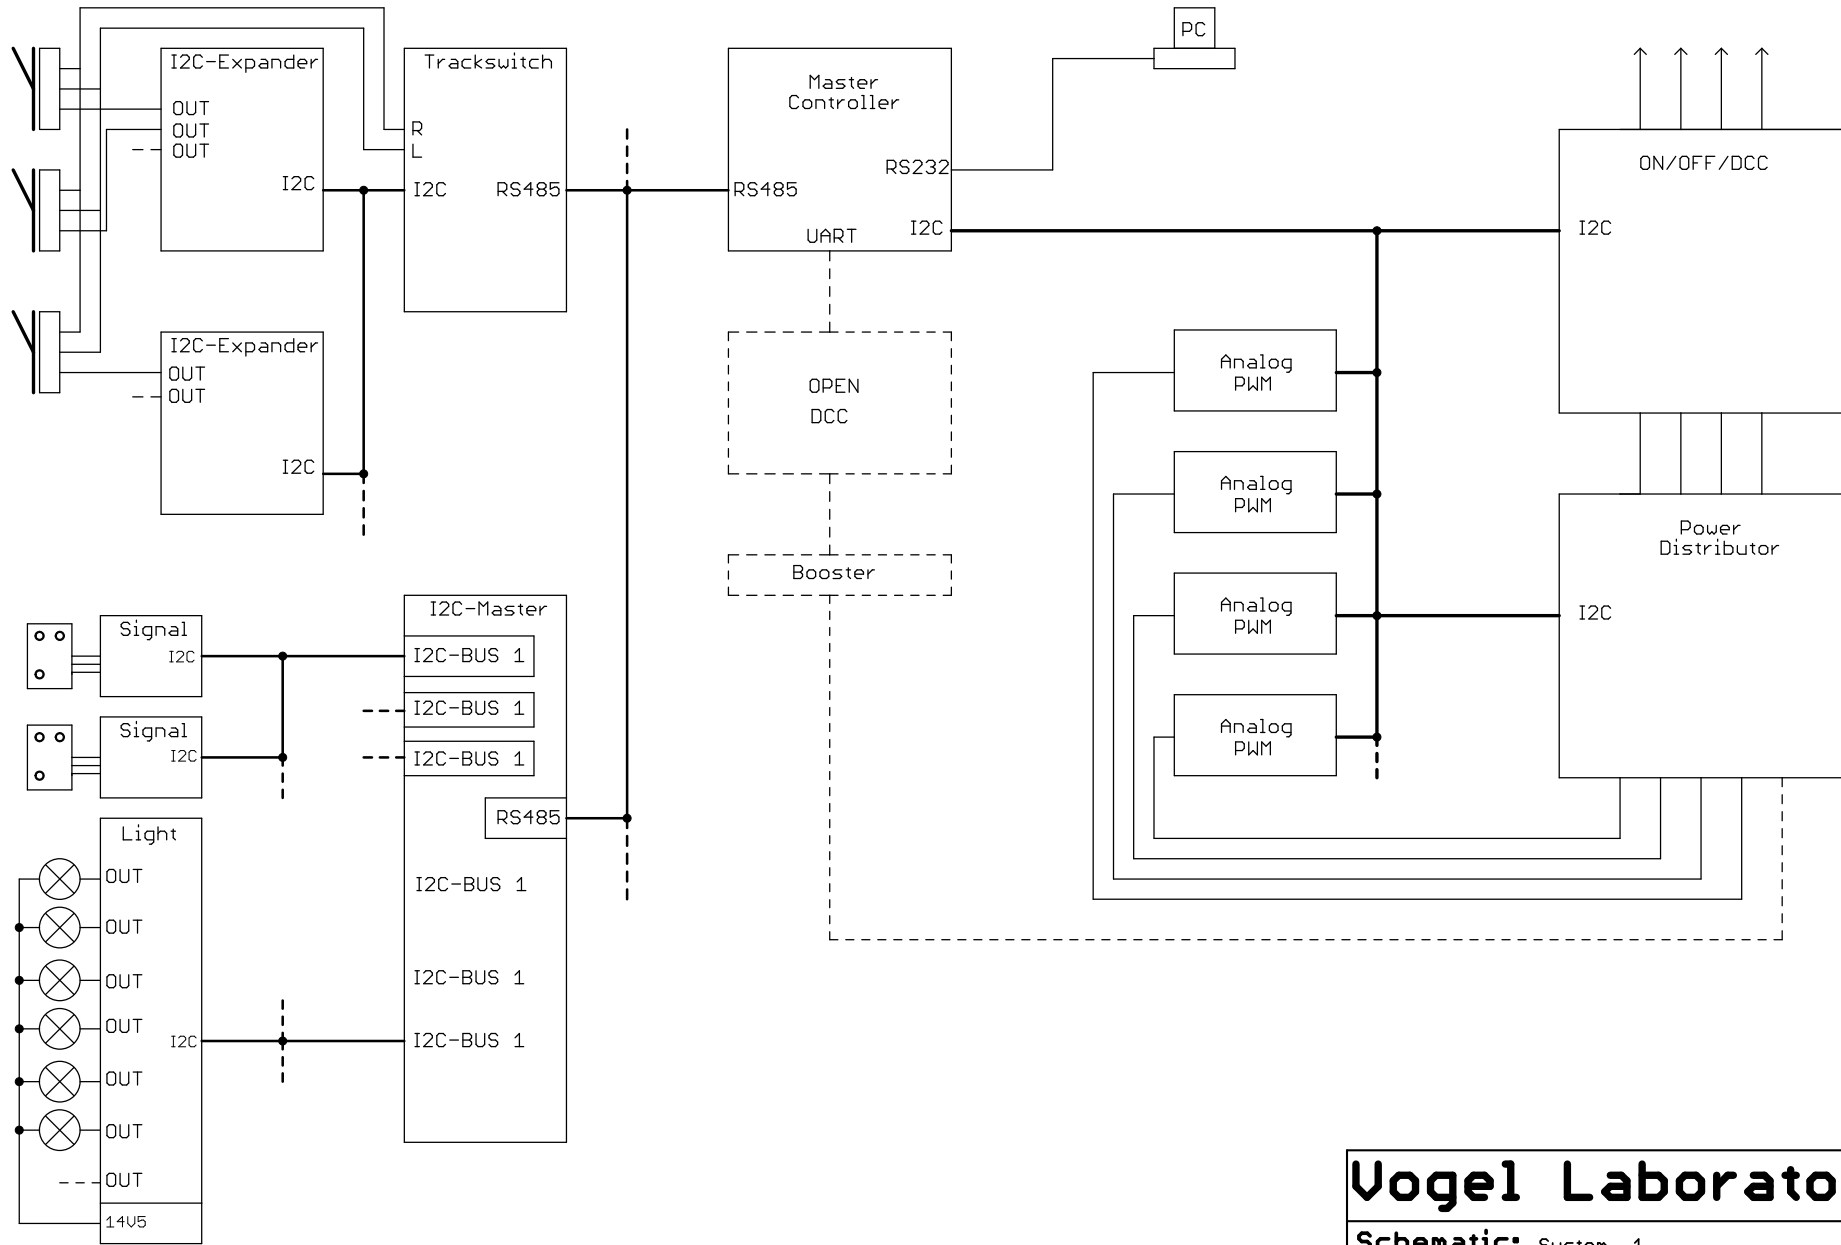 I2C-Expander
OUT
OUT
OUT
I2C
Trackswitch
R
L
I2C
RS485
Master
Controller
RS232
RS485
I2C
UART
PC
ON/OFF/DCC
I2C
I2C-Expander
OUT
OUT
I2C
OPEN
DCC
Booster
Analog
PWM
Analog
PWM
Analog
PWM
Analog
PWM
Power
Distributor
I2C
Signal
I2C
Signal
I2C
I2C-Master
I2C-BUS 1
I2C-BUS 1
I2C-BUS 1
RS485
I2C-BUS 1
I2C-BUS 1
I2C-BUS 1
Light
OUT
OUT
OUT
OUT
I2C
OUT
OUT
OUT
14V5
Vogel Laborato
Schematic: System 1